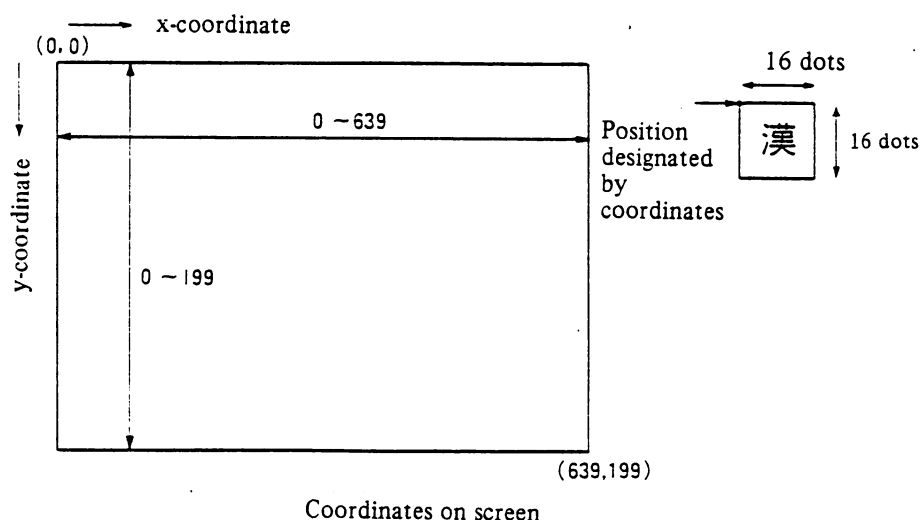 x-coordinate
(0,0)
16 dots
0 ~ 639
Position
designated
by
coordinates
漢
16 dots
y-coordinate
0 ~ 199
(639,199)
Coordinates on screen